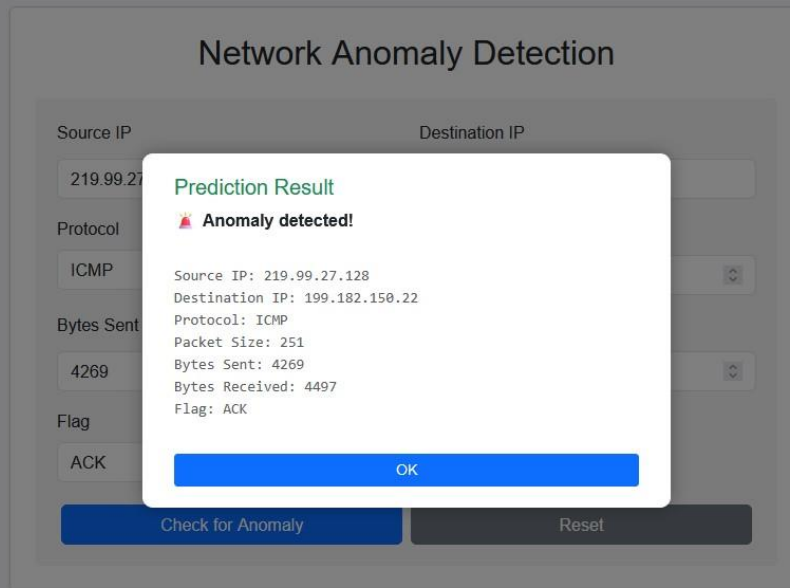 Network Anomaly Detection
Source IP Destination IP
219.99.27
Prediction Result
🚨 Anomaly detected!
Protocol
ICMP
Source IP: 219.99.27.128
Destination IP: 199.182.150.22
Protocol: ICMP
Packet Size: 251
Bytes Sent: 4269
Bytes Received: 4497
Flag: ACK
Bytes Sent
4269
Flag
ACK
OK
Check for Anomaly Reset